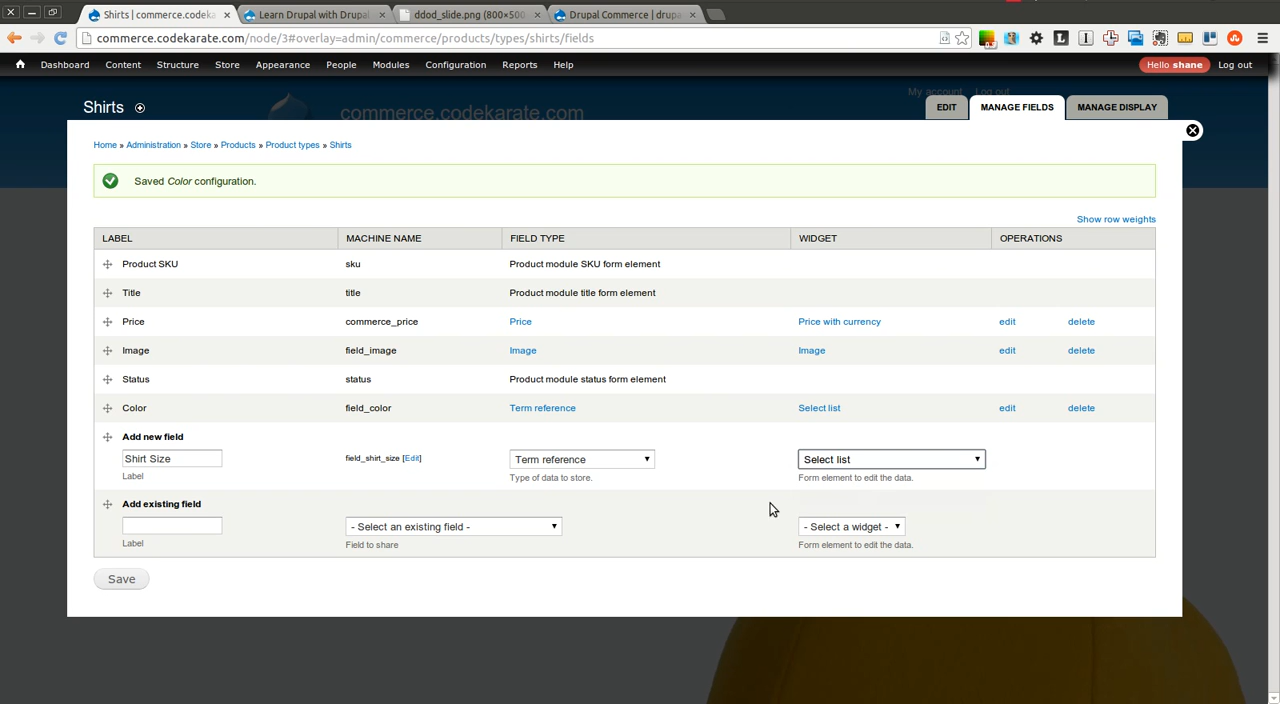 Shirts | commerce.codeka
Learn Drupal with Drupal
ddod_slide.png (800×500
Drupal Commerce | drupa
commerce.codekarate.com/node/3#overlay=admin/commerce/products/types/shirts/fields
Dashboard Content Structure Store Appearance People Modules Configuration Reports Help Hello shane Log out
My account Log out
Shirts
commerce.codekarate.com
EDIT MANAGE FIELDS MANAGE DISPLAY
Home » Administration » Store » Products » Product types » Shirts
Saved Color configuration.
Show row weights
LABEL MACHINE NAME FIELD TYPE WIDGET OPERATIONS
Product SKU sku Product module SKU form element
Title title Product module title form element
Price commerce_price Price Price with currency edit delete
Image field_image Image Image edit delete
Status status Product module status form element
Color field_color Term reference Select list edit delete
Add new field
Shirt Size field_shirt_size [Edit] Term reference Select list
Label Type of data to store. Form element to edit the data.
Add existing field
- Select an existing field - - Select a widget -
Label Field to share Form element to edit the data.
Save